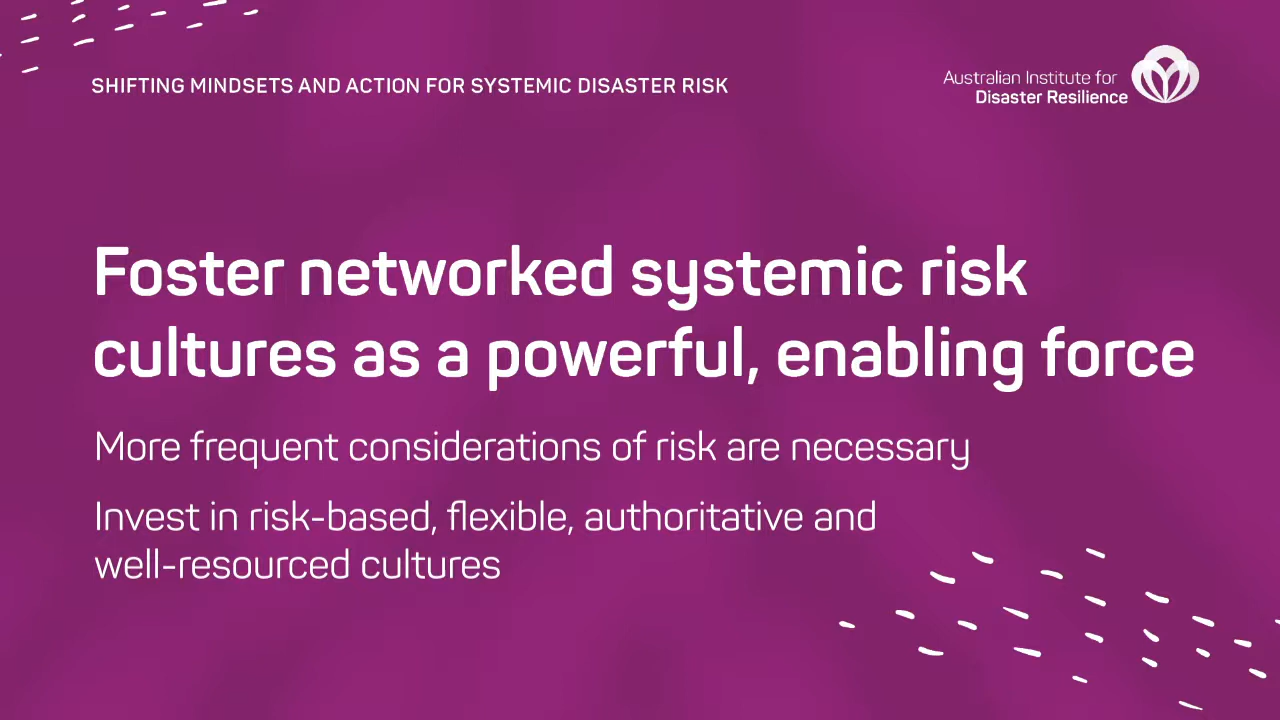 SHIFTING MINDSETS AND ACTION FOR SYSTEMIC DISASTER RISK
Australian Institute for
Disaster Resilience
Foster networked systemic risk
cultures as a powerful, enabling force
More frequent considerations of risk are necessary
Invest in risk-based, flexible, authoritative and
well-resourced cultures